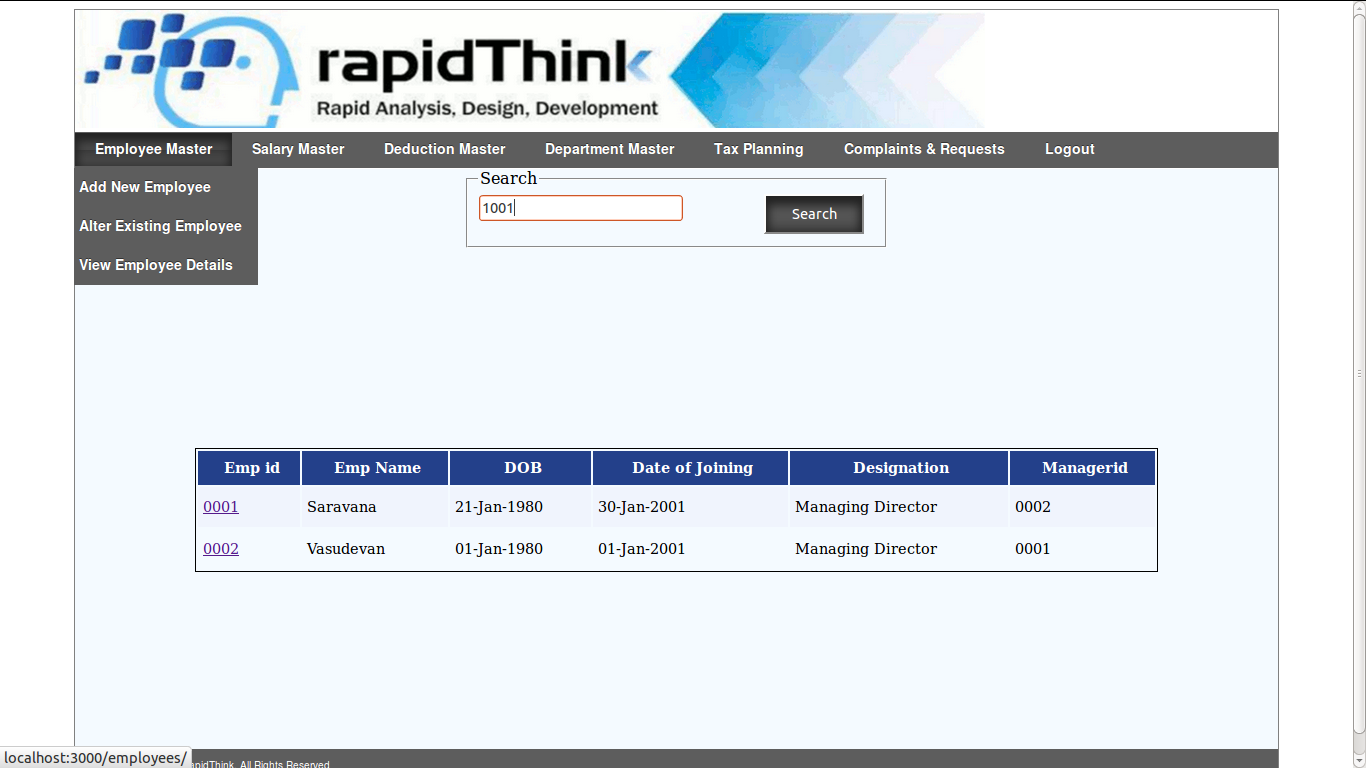 rapidThink
Rapid Analysis, Design, Development
Employee Master Salary Master Deduction Master Department Master Tax Planning Complaints & Requests Logout
Add New Employee
Alter Existing Employee
View Employee Details
Search
1001
Search
Emp id Emp Name DOB Date of Joining Designation Managerid
0001 Saravana 21-Jan-1980 30-Jan-2001 Managing Director 0002
0002 Vasudevan 01-Jan-1980 01-Jan-2001 Managing Director 0001
localhost:3000/employees/
apidThink. All Rights Reserved